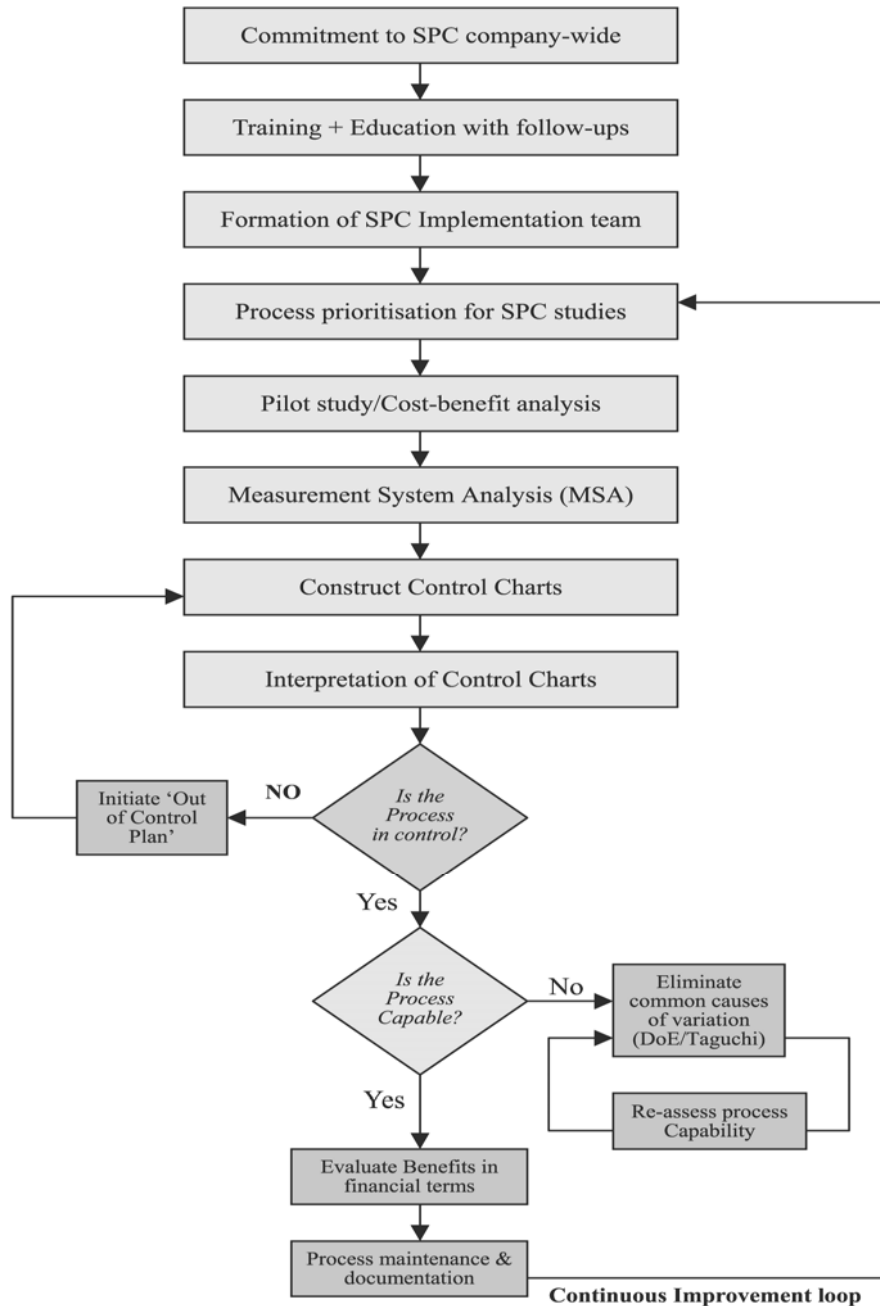 Commitment to SPC company-wide
Training + Education with follow-ups
Formation of SPC Implementation team
Process prioritisation for SPC studies
Pilot study/Cost-benefit analysis
Measurement System Analysis (MSA)
Construct Control Charts
Interpretation of Control Charts
Is the
Process
in control?
NO
Initiate ‘Out
of Control
Plan’
Yes
Is the
Process
Capable?
No
Eliminate
common causes
of variation
(DoE/Taguchi)
Re-assess process
Capability
Yes
Evaluate Benefits in
financial terms
Process maintenance &
documentation
Continuous Improvement loop